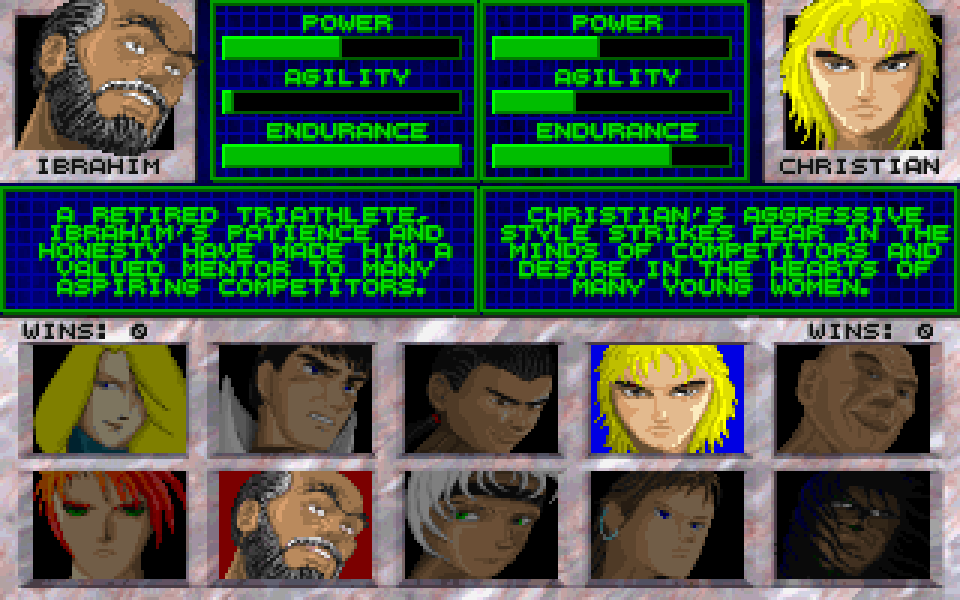 POWER
AGILITY
ENDURANCE
IBRAHIM
POWER
AGILITY
ENDURANCE
CHRISTIAN
A RETIRED TRIATHLETE,
IBRAHIM'S PATIENCE AND
HONESTY HAVE MADE HIM A
VALUED MENTOR TO MANY
ASPIRING COMPETITORS.
CHRISTIAN'S AGGRESSIVE
STYLE STRIKES FEAR IN THE
MINDS OF COMPETITORS AND
DESIRE IN THE HEARTS OF
MANY YOUNG WOMEN.
WINS: 0
WINS: 0